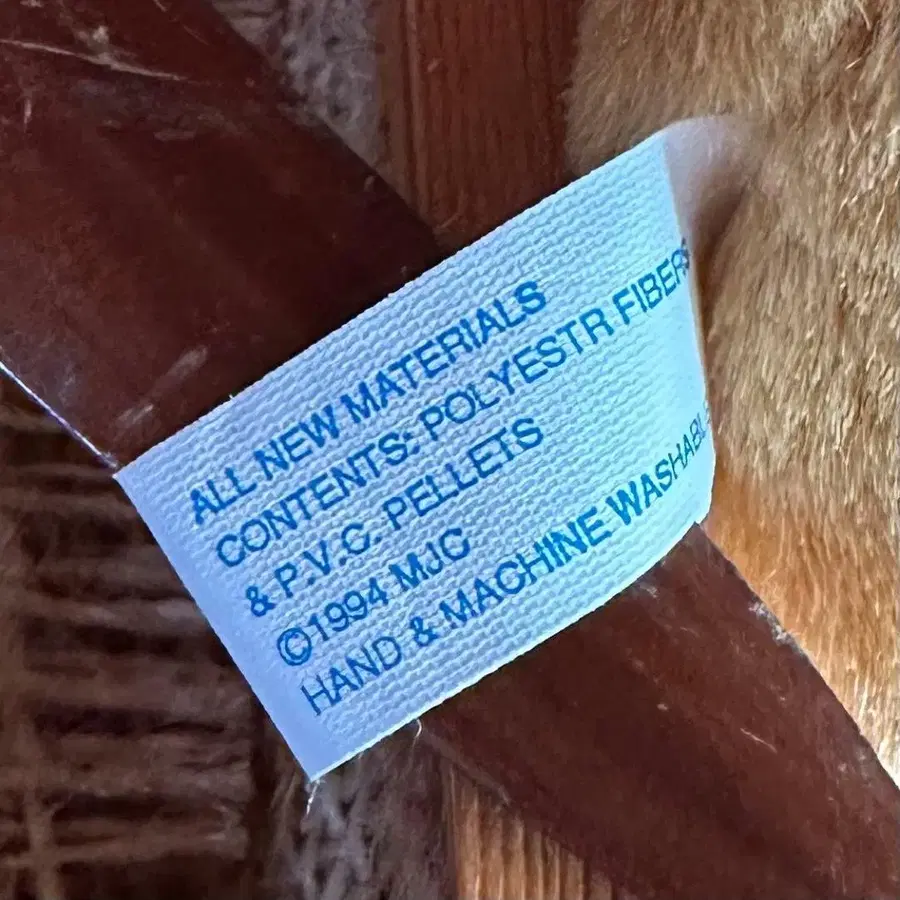 ALL NEW MATERIALS
CONTENTS: POLYESTR FIBERS
& P.V.C. PELLETS
©1994 MJC
HAND & MACHINE WASHABLE